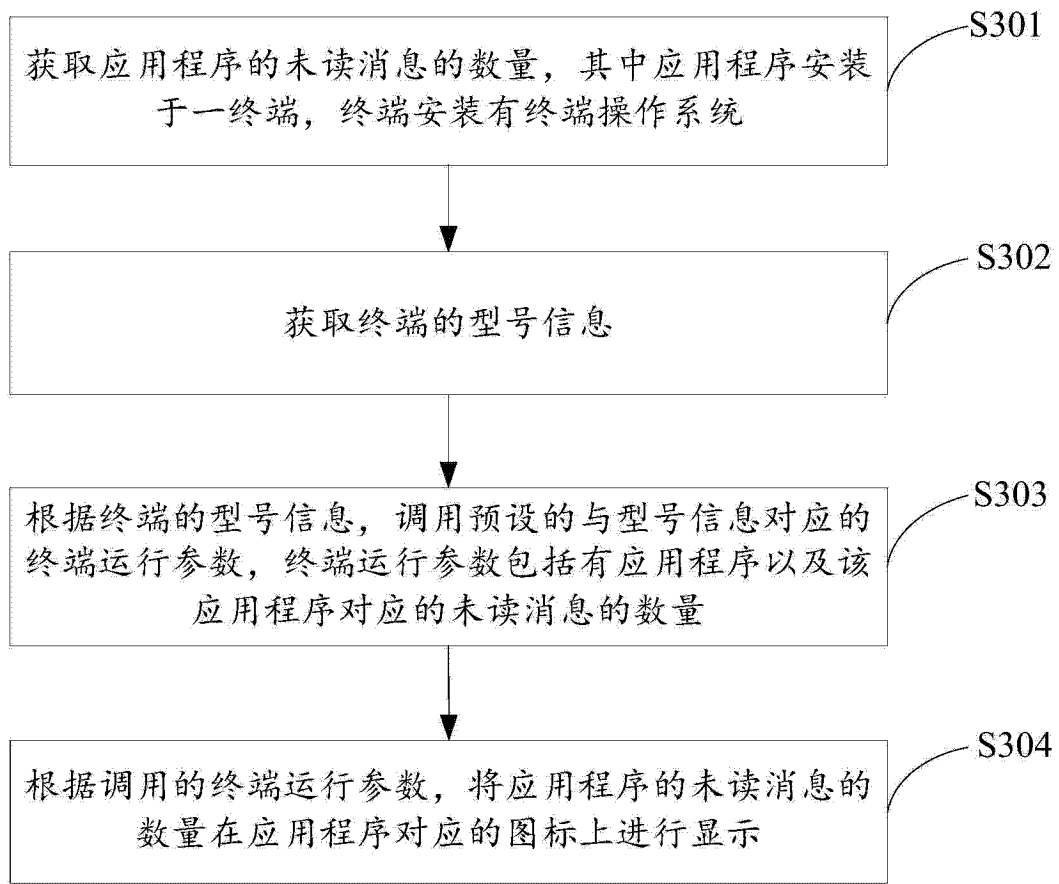 S301
获取应用程序的未读消息的数量，其中应用程序安装
于一终端，终端安装有终端操作系统
S302
获取终端的型号信息
S303
根据终端的型号信息，调用预设的与型号信息对应的
终端运行参数，终端运行参数包括有应用程序以及该
应用程序对应的未读消息的数量
S304
根据调用的终端运行参数，将应用程序的未读消息的
数量在应用程序对应的图标上进行显示